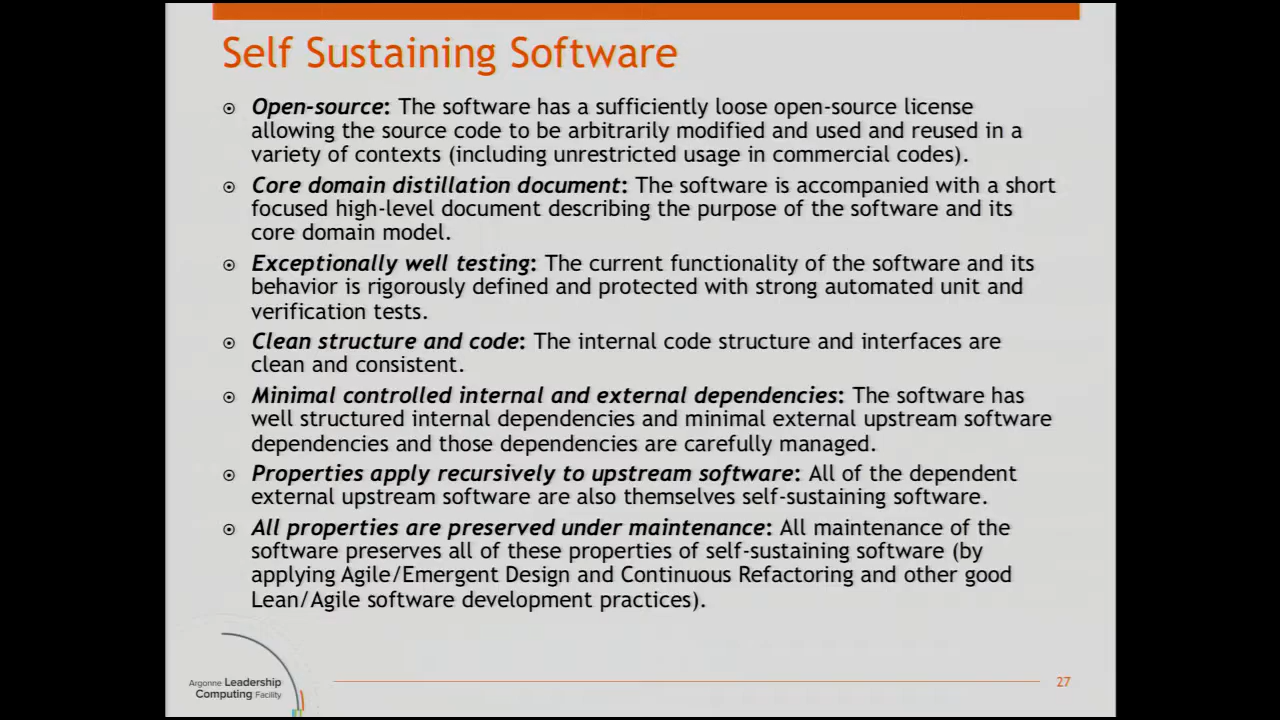 Self Sustaining Software
Open-source: The software has a sufficiently loose open-source license
allowing the source code to be arbitrarily modified and used and reused in a
variety of contexts (including unrestricted usage in commercial codes).
Core domain distillation document: The software is accompanied with a short
focused high-level document describing the purpose of the software and its
core domain model.
Exceptionally well testing: The current functionality of the software and its
behavior is rigorously defined and protected with strong automated unit and
verification tests.
Clean structure and code: The internal code structure and interfaces are
clean and consistent.
Minimal controlled internal and external dependencies: The software has
well structured internal dependencies and minimal external upstream software
dependencies and those dependencies are carefully managed.
Properties apply recursively to upstream software: All of the dependent
external upstream software are also themselves self-sustaining software.
All properties are preserved under maintenance: All maintenance of the
software preserves all of these properties of self-sustaining software (by
applying Agile/Emergent Design and Continuous Refactoring and other good
Lean/Agile software development practices).
Argonne Leadership
Computing Facility
27